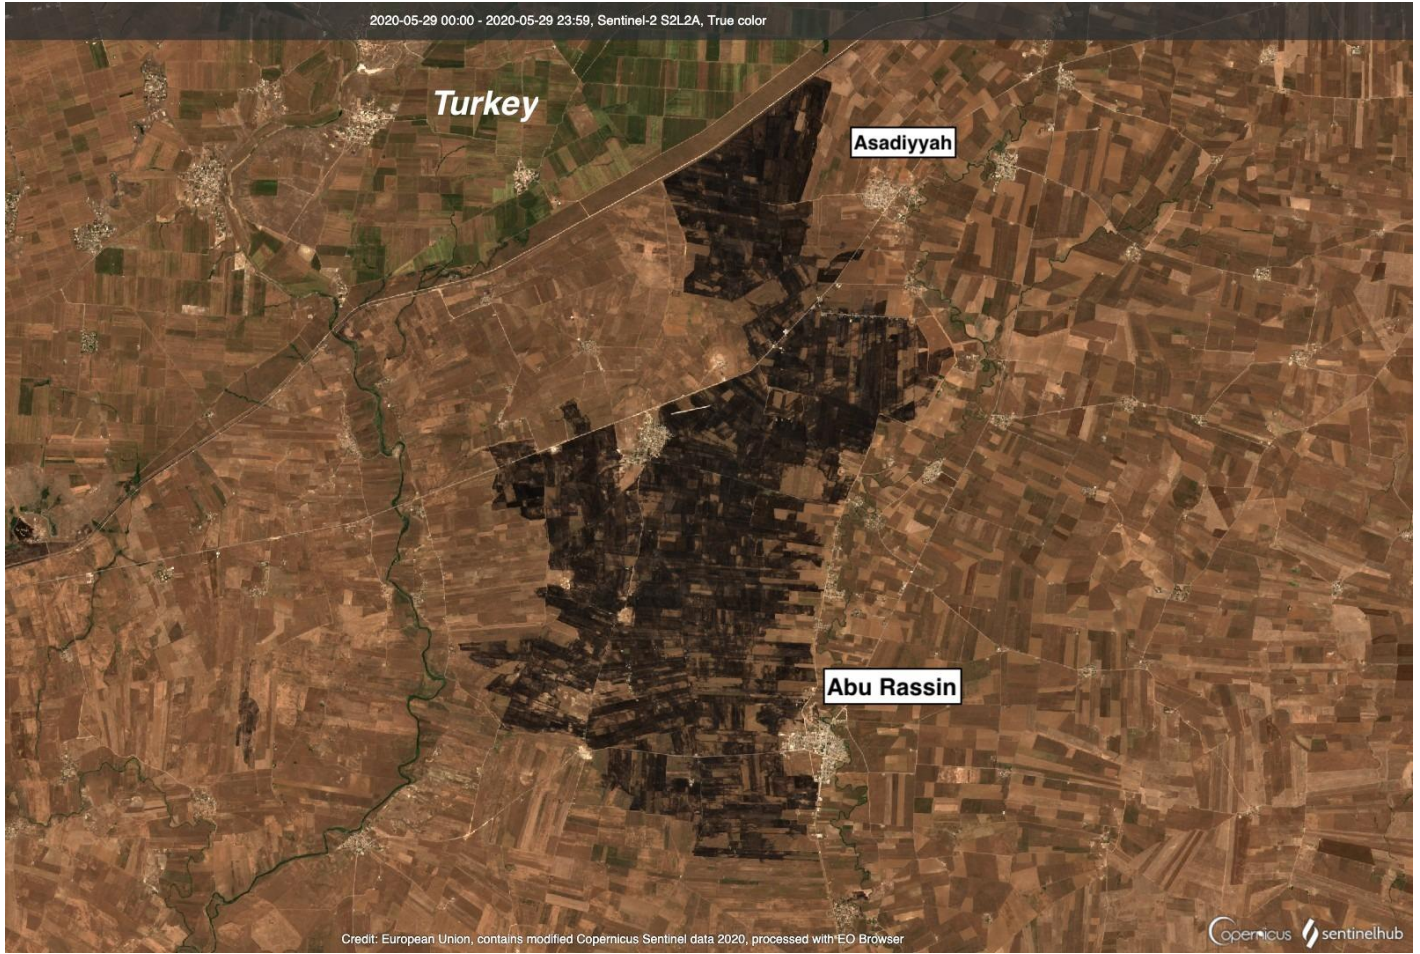 2020-05-29 00:00 - 2020-05-29 23:59, Sentinel-2 S2L2A, True color
Turkey
Asadiyyah
Abu Rassin
Credit: European Union, contains modified Copernicus Sentinel data 2020, processed with EO Browser
Copernicus sentinelhub